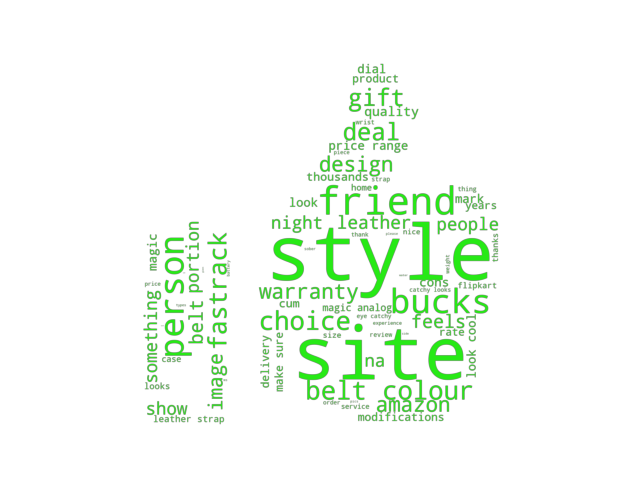 dial
product
gift
quality
wrist
deal
price range
piece
design
thousands
strap
home
thing
friend
mark
look
years
night
leather
people
nice
thank
thanks
style
weight
cons
flipkart
catchy looks
warranty
bucks
cum
magic
analog
eye catchy
choice
experience
feels
rate
size
review
look cool
delivery
make sure
site
na
belt
colour
order
service
amazon
modifications
magic
person
belt
portion
fastrack
price
something
case
image
looks
show
leather strap